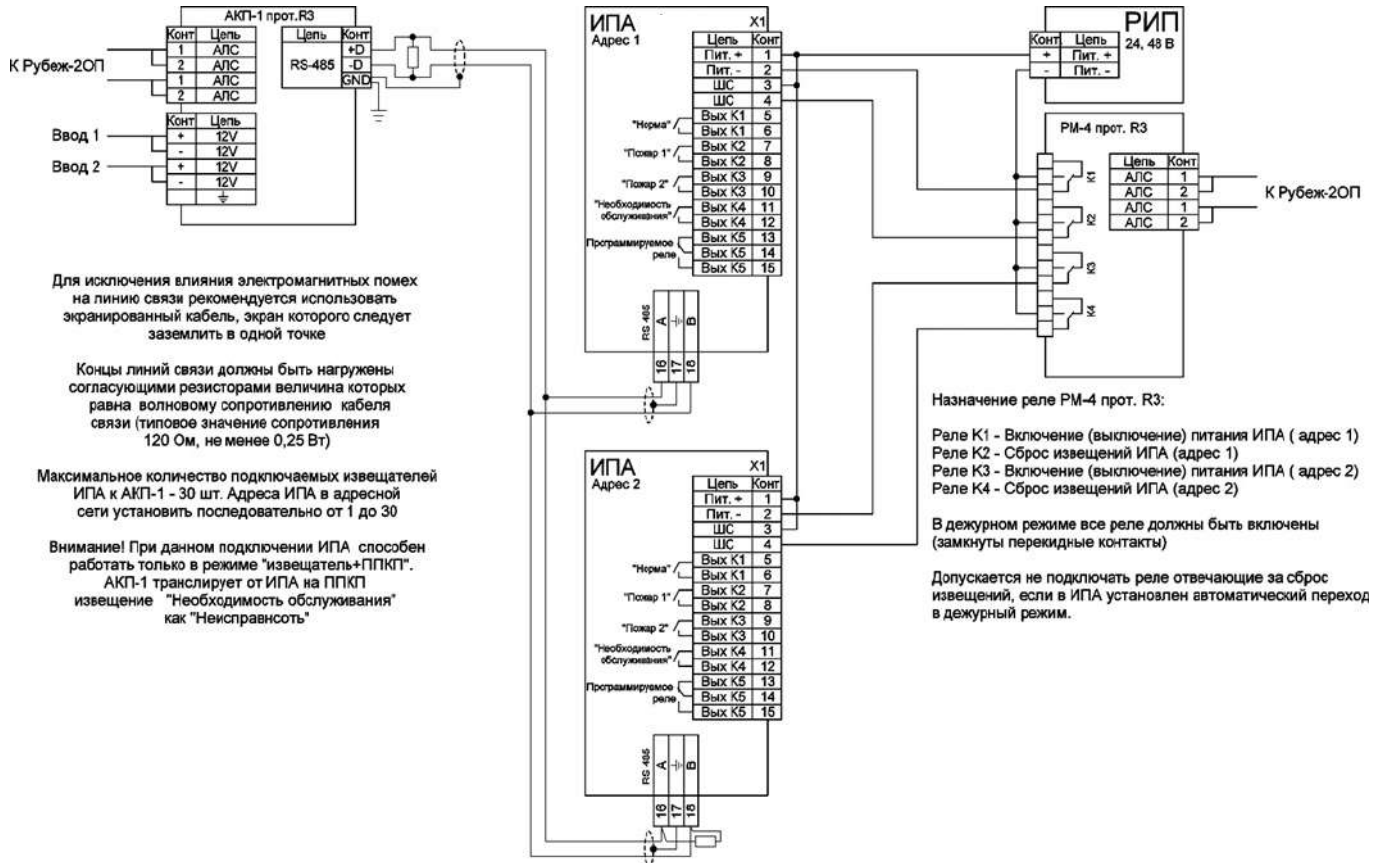 АКП-1 прот.R3
Конт Цепь
1 АЛС
2 АЛС
1 АЛС
2 АЛС
Цепь Конт
RS-485
+D
-D
GND
К Рубеж-2ОП
Конт Цепь
+ 12V
- 12V
+ 12V
- 12V
Ввод 1
Ввод 2
Для исключения влияния электромагнитных помех
на линию связи рекомендуется использовать
экранированный кабель, экран которого следует
заземлить в одной точке
Концы линий связи должны быть нагружены
согласующими резисторами величина которых
равна волновому сопротивлению кабеля
связи (типовое значение сопротивления
120 Ом, не менее 0,25 Вт)
Максимальное количество подключаемых извещателей
ИПА к АКП-1 - 30 шт. Адреса ИПА в адресной
сети установить последовательно от 1 до 30
Внимание! При данном подключении ИПА способен
работать только в режиме "извещатель+ППКП".
АКП-1 транслирует от ИПА на ППКП
извещение "Необходимость обслуживания"
как "Неисправнсоть"
ИПА
Адрес 1
X1
Цепь Конт
Пит. + 1
Пит. - 2
ШС 3
ШС 4
Вых К1 5
Вых К1 6
Вых К2 7
Вых К2 8
Вых К3 9
Вых К3 10
Вых К4 11
Вых К4 12
Вых К5 13
Вых К5 14
Вых К5 15
"Норма"
"Пожар 1"
"Пожар 2"
"Необходимость
обслуживания"
Программируемое
реле
RS 485
A B
16 17 18
ИПА
Адрес 2
X1
Цепь Конт
Пит. + 1
Пит. - 2
ШС 3
ШС 4
Вых К1 5
Вых К1 6
Вых К2 7
Вых К2 8
Вых К3 9
Вых К3 10
Вых К4 11
Вых К4 12
Вых К5 13
Вых К5 14
Вых К5 15
"Норма"
"Пожар 1"
"Пожар 2"
"Необходимость
обслуживания"
Программируемое
реле
RS 485
A B
16 17 18
РИП
24, 48 В
Конт Цепь
+ Пит. +
- Пит. -
РМ-4 прот. R3
К1
К2
К3
К4
Цепь Конт
АЛС 1
АЛС 2
АЛС 1
АЛС 2
К Рубеж-2ОП
Назначение реле РМ-4 прот. R3:
Реле К1 - Включение (выключение) питания ИПА ( адрес 1)
Реле К2 - Сброс извещений ИПА (адрес 1)
Реле К3 - Включение (выключение) питания ИПА ( адрес 2)
Реле К4 - Сброс извещений ИПА (адрес 2)
В дежурном режиме все реле должны быть включены
(замкнуты перекидные контакты)
Допускается не подключать реле отвечающие за сброс
извещений, если в ИПА установлен автоматический переход
в дежурный режим.